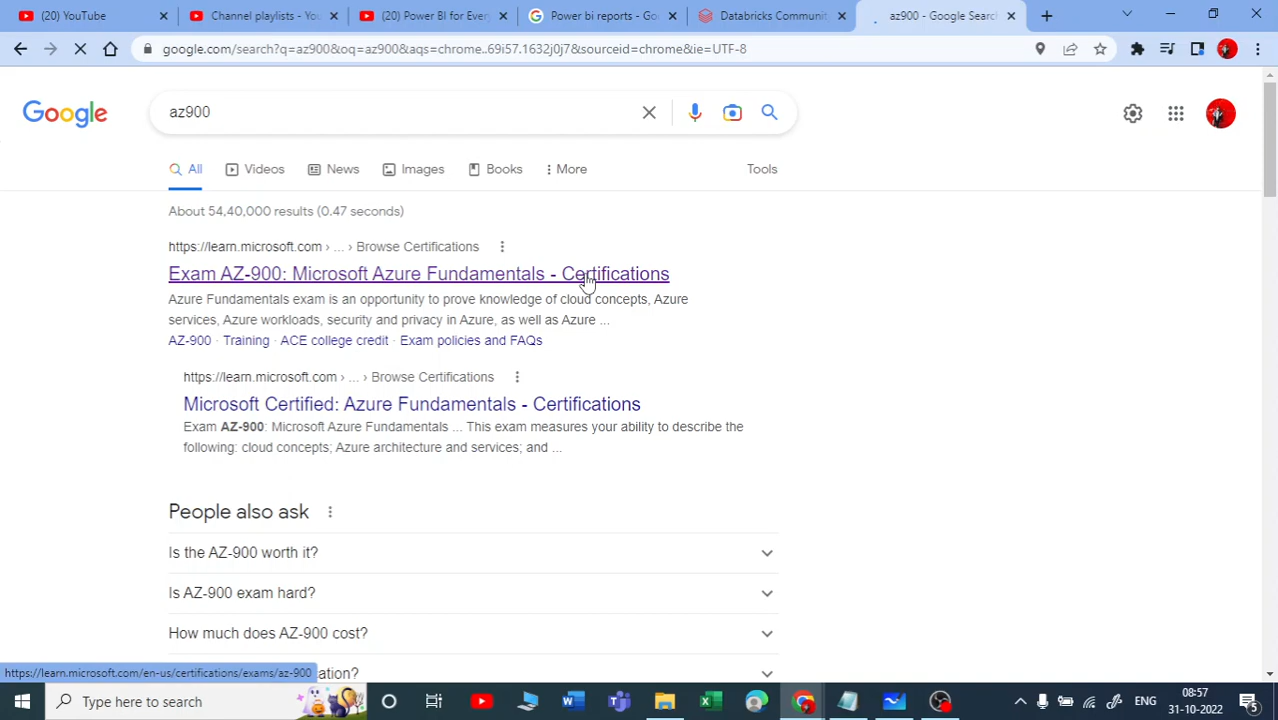 (20) YouTube
Channel playlists - You
(20) Power BI for Every
Power bi reports - Goo
Databricks Communit
az900 - Google Search
google.com/search?q=az900&oq=az900&aqs=chrome..69i57.1632j0j7&sourceid=chrome&ie=UTF-8
Google
az900
All
Videos
News
Images
Books
More
Tools
About 54,40,000 results (0.47 seconds)
https://learn.microsoft.com › ... › Browse Certifications
Exam AZ-900: Microsoft Azure Fundamentals - Certifications
Azure Fundamentals exam is an opportunity to prove knowledge of cloud concepts, Azure
services, Azure workloads, security and privacy in Azure, as well as Azure ...
AZ-900 · Training · ACE college credit · Exam policies and FAQs
https://learn.microsoft.com › ... › Browse Certifications
Microsoft Certified: Azure Fundamentals - Certifications
Exam AZ-900: Microsoft Azure Fundamentals ... This exam measures your ability to describe the
following: cloud concepts; Azure architecture and services; and ...
People also ask
Is the AZ-900 worth it?
Is AZ-900 exam hard?
How much does AZ-900 cost?
ation?
https://learn.microsoft.com/en-us/certifications/exams/az-900
Type here to search
ENG
08:57
31-10-2022
5